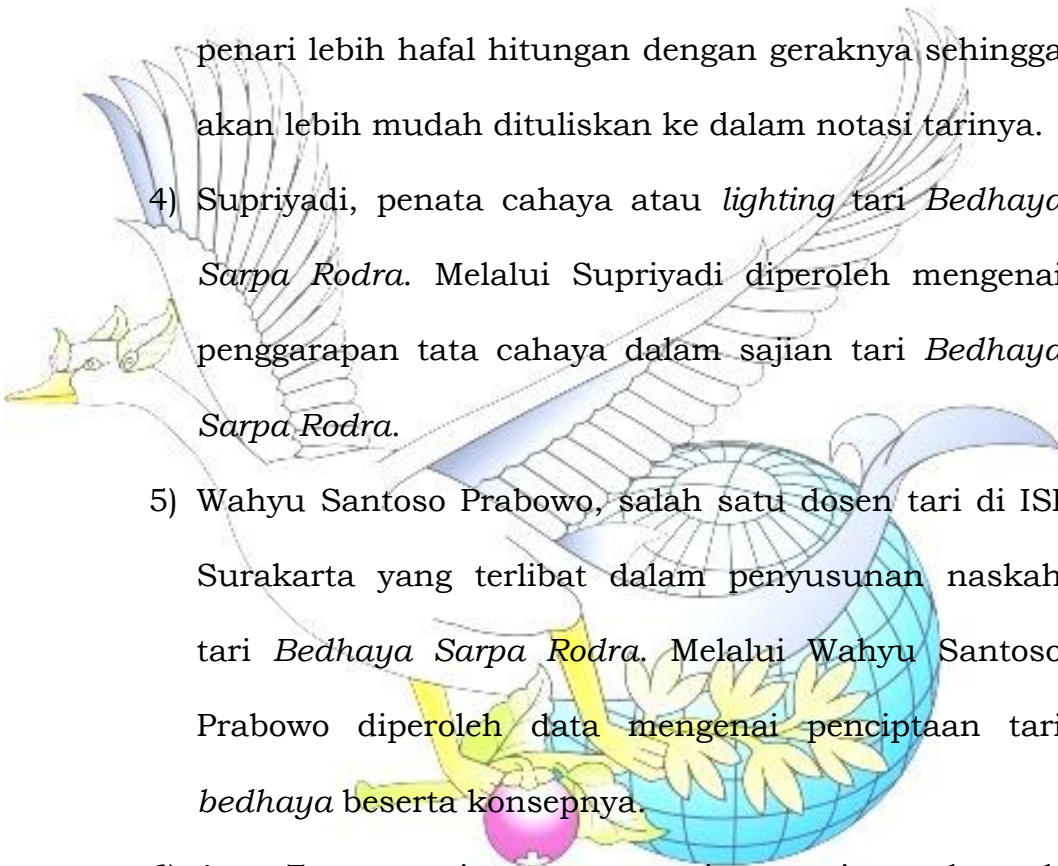 penari lebih hafal hitungan dengan geraknya sehingga
akan lebih mudah dituliskan ke dalam notasi tarinya.
4) Supriyadi, penata cahaya atau lighting tari Bedhaya
Sarpa Rodra. Melalui Supriyadi diperoleh mengenai
penggarapan tata cahaya dalam sajian tari Bedhaya
Sarpa Rodra.
5) Wahyu Santoso Prabowo, salah satu dosen tari di ISI
Surakarta yang terlibat dalam penyusunan naskah
tari Bedhaya Sarpa Rodra. Melalui Wahyu Santoso
Prabowo diperoleh data mengenai penciptaan tari
bedhaya beserta konsepnya.